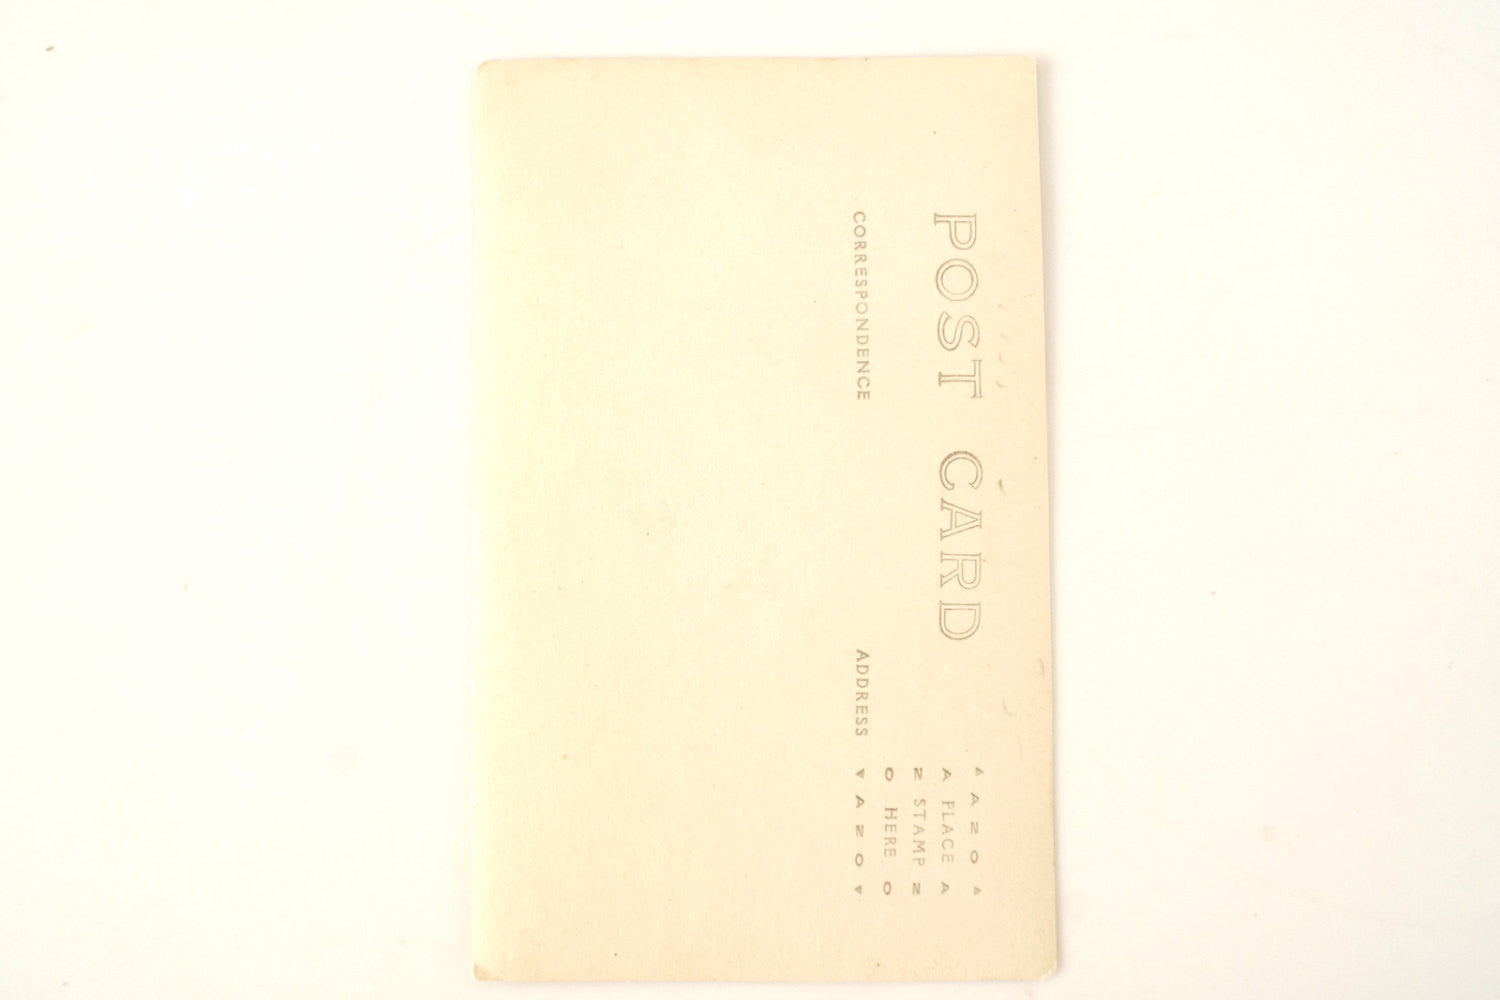 POST CARD
CORRESPONDENCE
ADDRESS
▲ AZO ▲
A PLACE A
Z STAMP Z
O HERE O
▼ AZO ▼